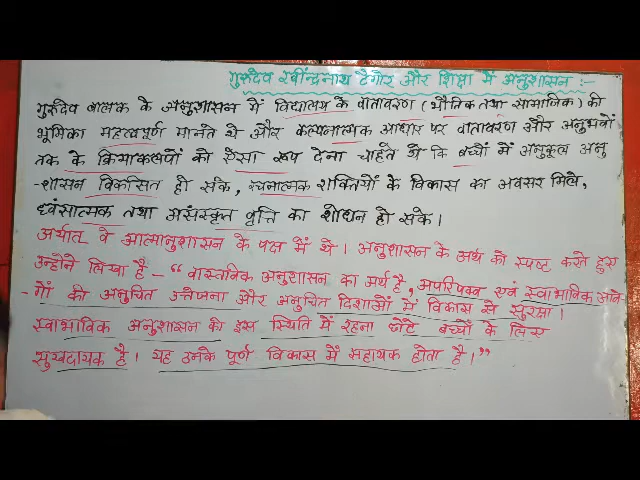 गुरुदेव रवीन्द्रनाथ टैगोर और शिक्षा में अनुशासन :-
गुरुदेव बालक के अनुशासन में विद्यालय के वातावरण (भौतिक तथा सामाजिक) की
भूमिका महत्वपूर्ण मानते थे और कल्पनात्मक आधार पर वातावरण और अनुभवों
तक के क्रियाकलापों को ऐसा रूप देना चाहते थे कि बच्चों में अनुकूल अनु
-शासन विकसित हो सके, रचनात्मक शक्तियों के विकास का अवसर मिले,
ध्वंसात्मक तथा असंस्कृत वृत्ति का शोधन हो सके।
अर्थात् वे आत्मानुशासन के पक्ष में थे। अनुशासन के अर्थ को स्पष्ट करते हुए
उन्होंने लिखा है - “वास्तविक अनुशासन का अर्थ है, अपरिपक्व एवं स्वाभाविक आवे
-गों की अनुचित उत्तेजना और अनुचित दिशाओं में विकास से सुरक्षा।
स्वाभाविक अनुशासन की इस स्थिति में रहना छोटे बच्चों के लिए
सुखदायक है। यह उनके पूर्ण विकास में सहायक होता है।”